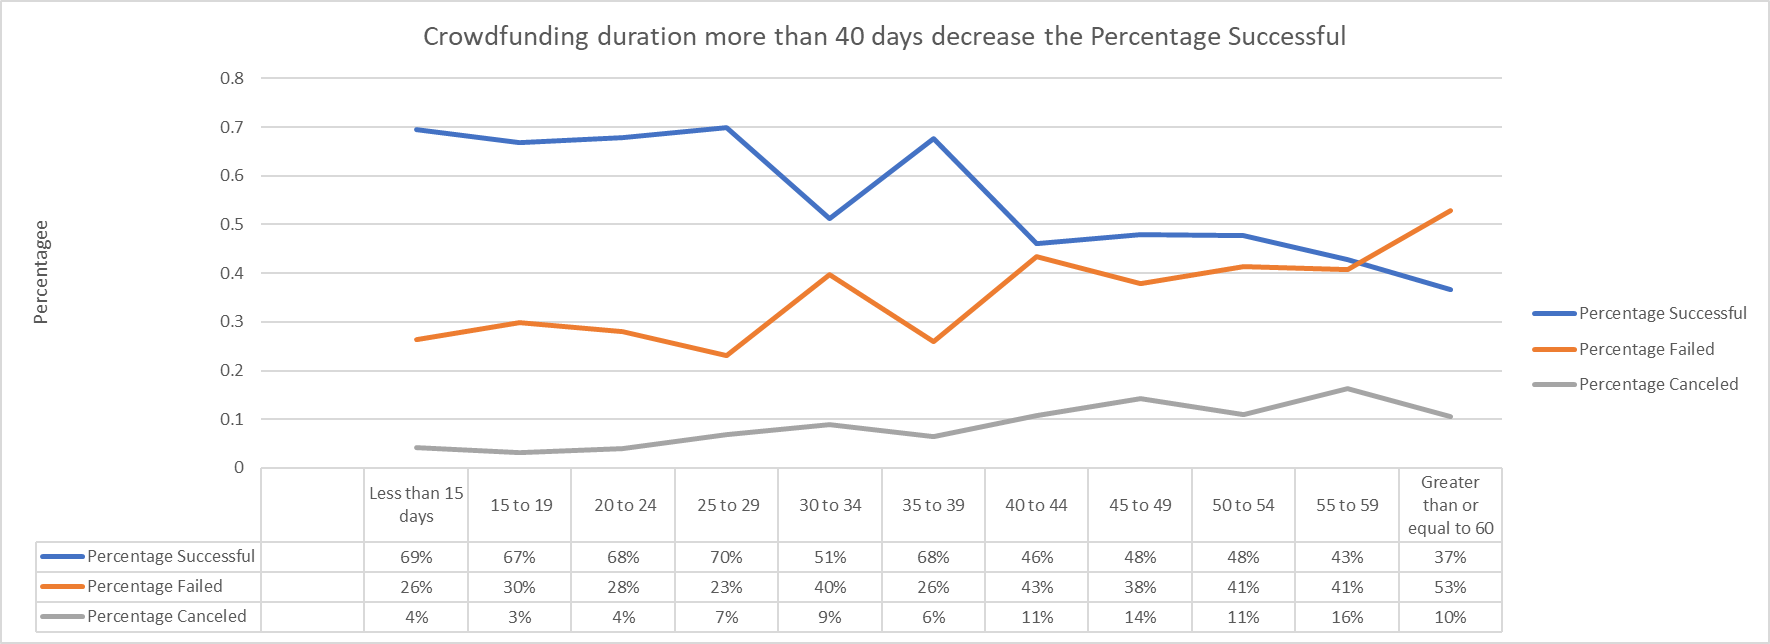 Crowdfunding duration more than 40 days decrease the Percentage Successful
0.8
0.7
0.6
0.5
0.4
0.3
0.2
0.1
0
Percentagee
Percentage Successful
Percentage Failed
Percentage Canceled
Less than 15
days
15 to 19
20 to 24
25 to 29
30 to 34
35 to 39
40 to 44
45 to 49
50 to 54
55 to 59
Greater
than or
equal to 60
Percentage Successful 69% 67% 68% 70% 51% 68% 46% 48% 48% 43% 37%
Percentage Failed 26% 30% 28% 23% 40% 26% 43% 38% 41% 41% 53%
Percentage Canceled 4% 3% 4% 7% 9% 6% 11% 14% 11% 16% 10%